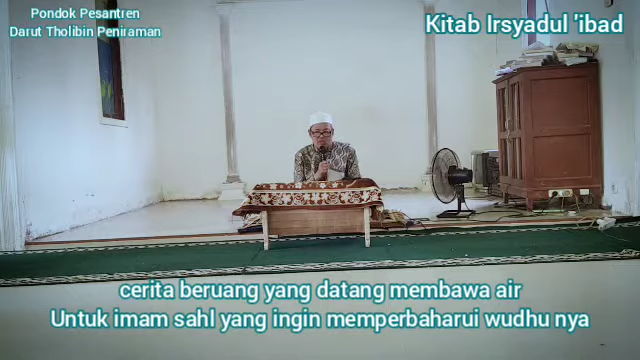 Pondok Pesantren
Darut Tholibin Peniraman
Kitab Irsyadul 'ibad
cerita beruang yang datang membawa air
Untuk imam sahl yang ingin memperbaharui wudhu nya